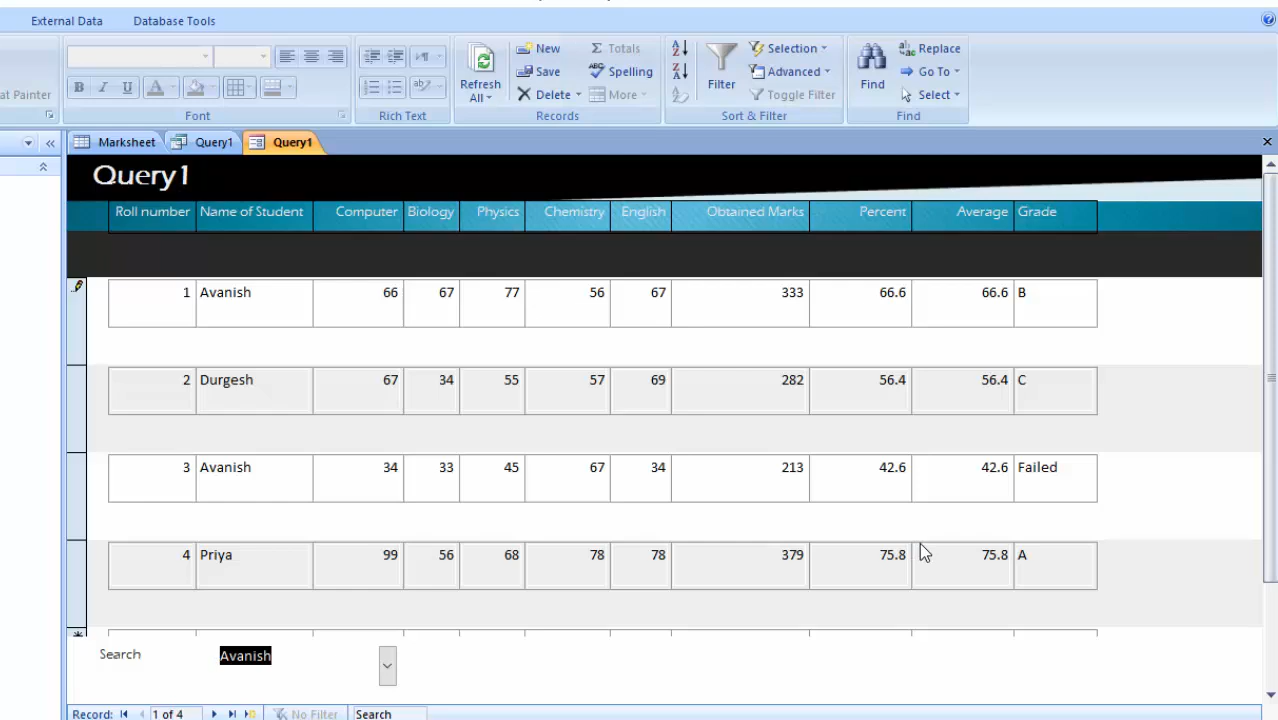 External Data Database Tools
New Σ Totals Selection Replace
Save Spelling Advanced Go To
at Painter B I U Refresh All Delete More Filter Toggle Filter Find Select
Font Rich Text Records Sort & Filter Find
Marksheet Query1 Query1
Query1
Roll number Name of Student Computer Biology Physics Chemistry English Obtained Marks Percent Average Grade
1 Avanish 66 67 77 56 67 333 66.6 66.6 B
2 Durgesh 67 34 55 57 69 282 56.4 56.4 C
3 Avanish 34 33 45 67 34 213 42.6 42.6 Failed
4 Priya 99 56 68 78 78 379 75.8 75.8 A
Search Avanish
Record: 1 of 4 No Filter Search